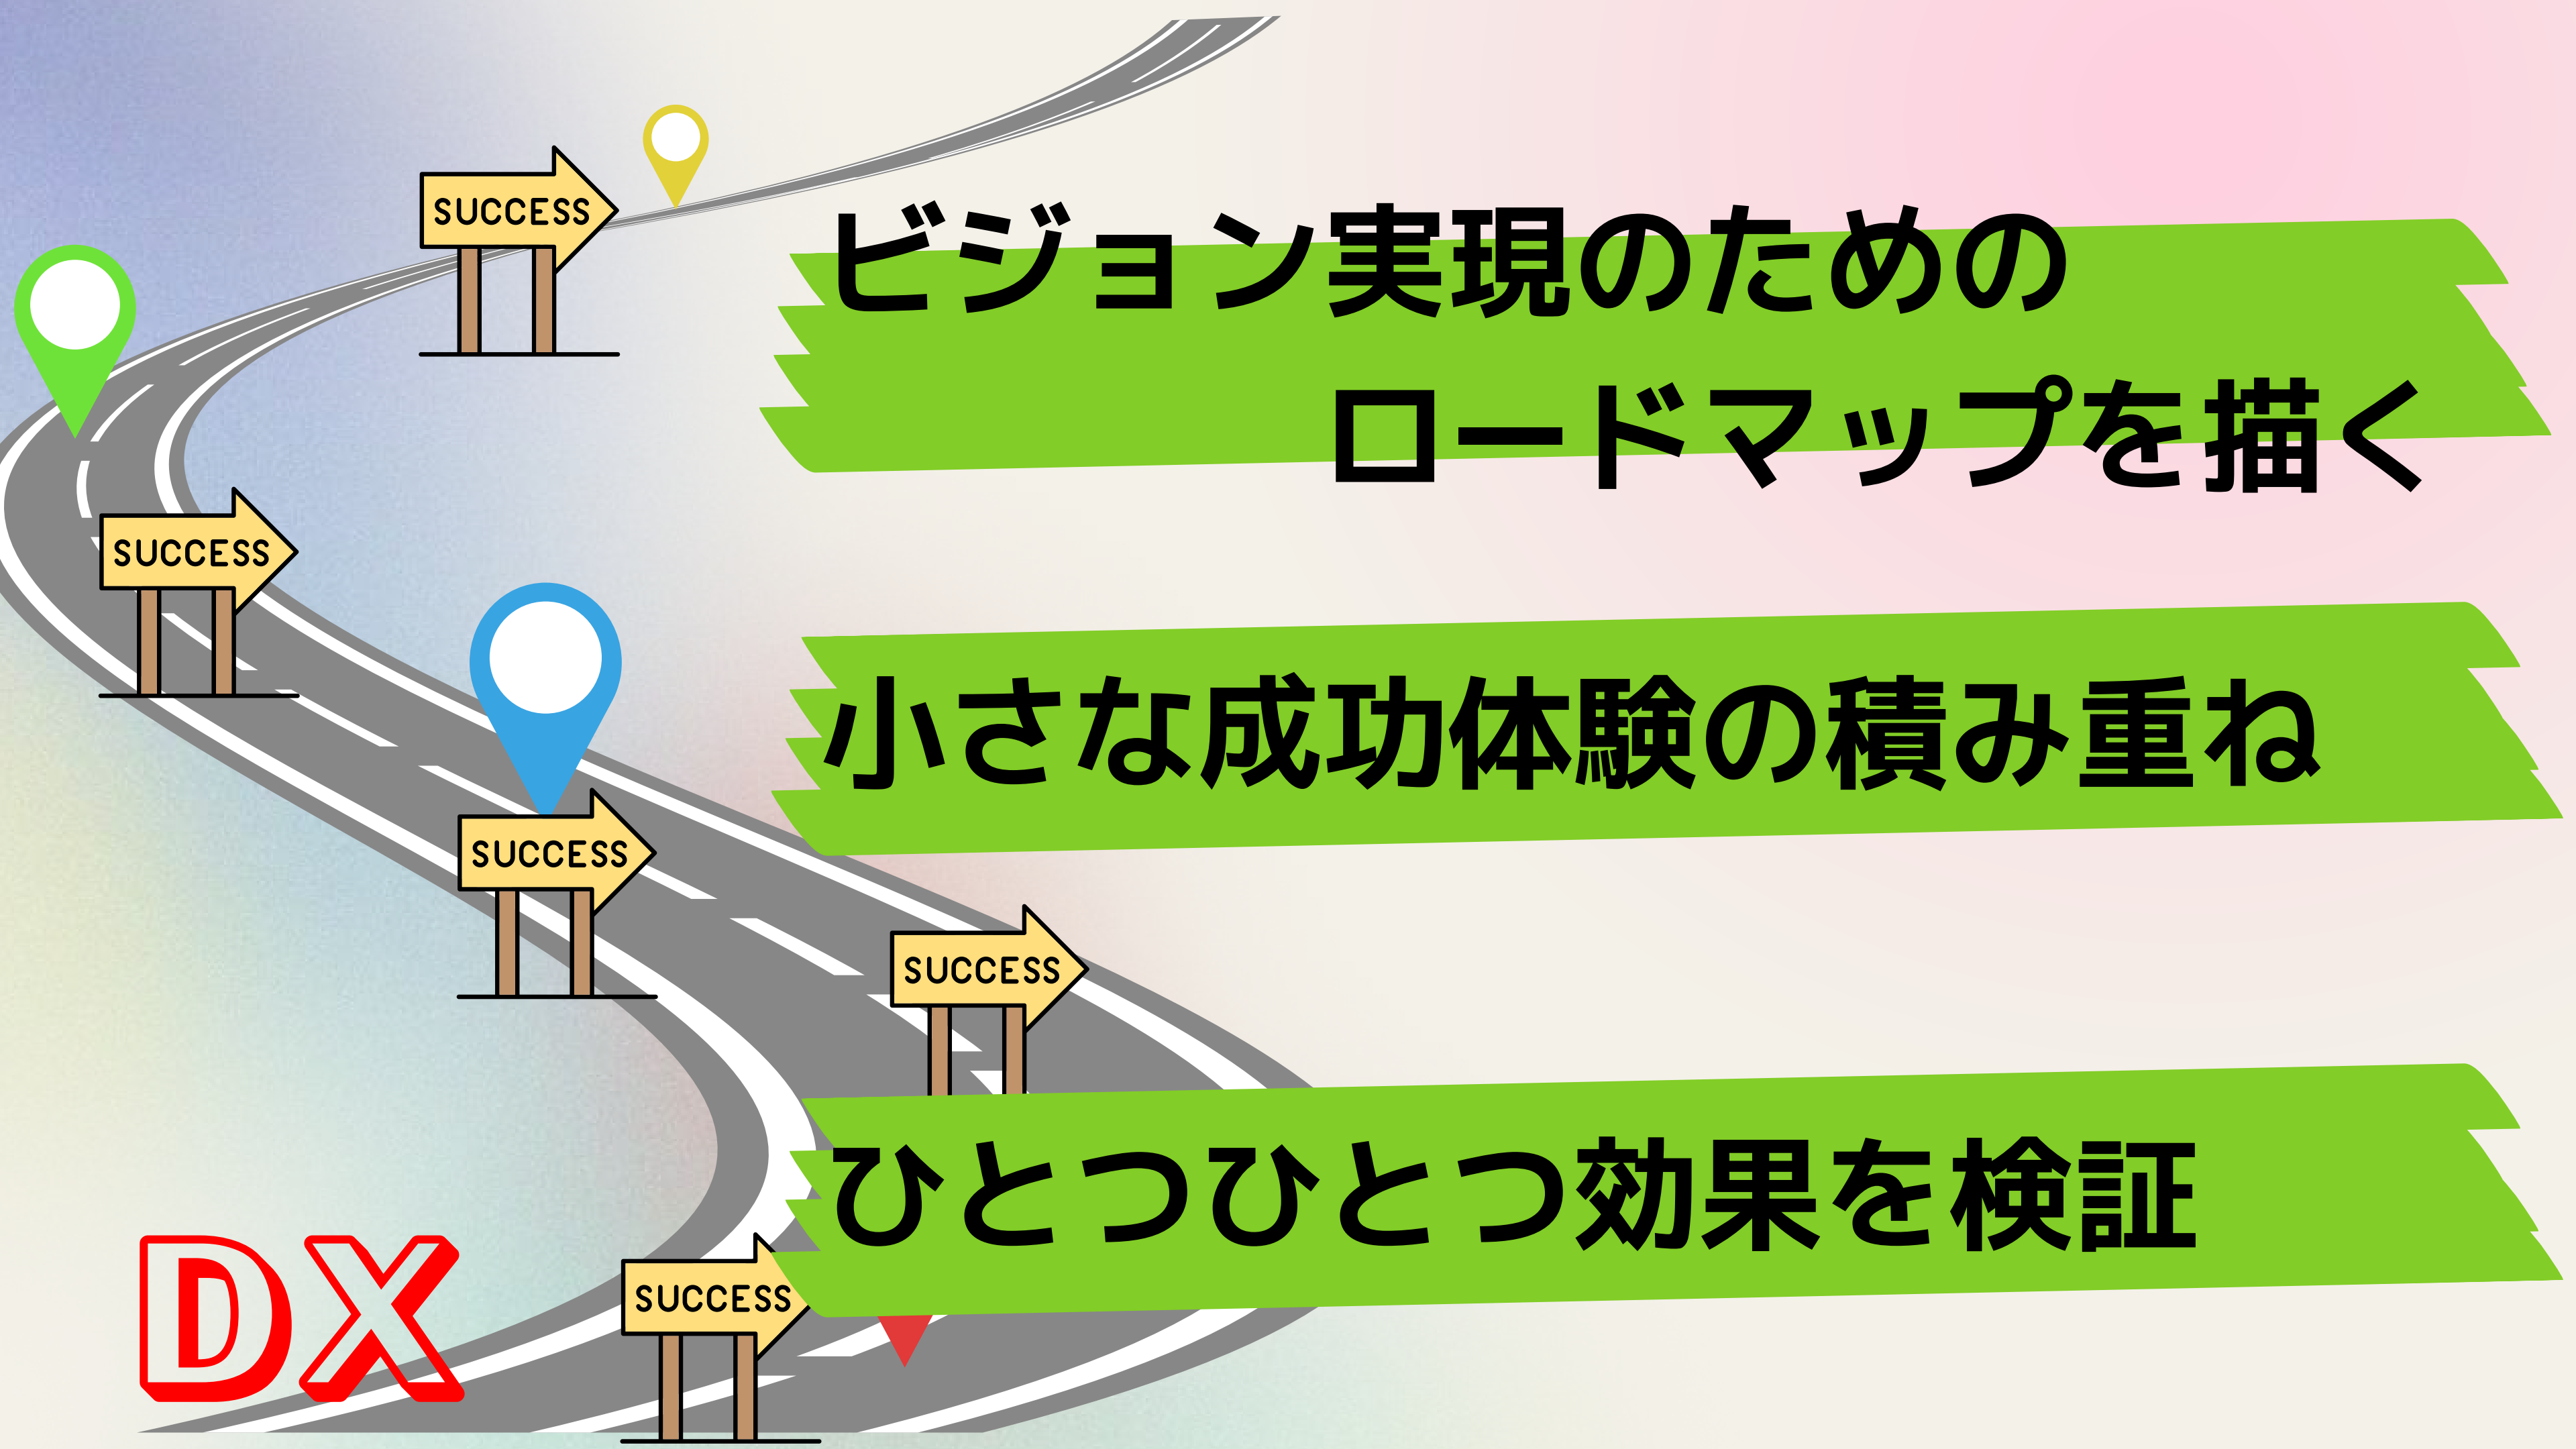 SUCCESS
ビジョン実現のための
ロードマップを描く
SUCCESS
小さな成功体験の積み重ね
SUCCESS
SUCCESS
ひとつひとつ効果を検証
SUCCESS
DX